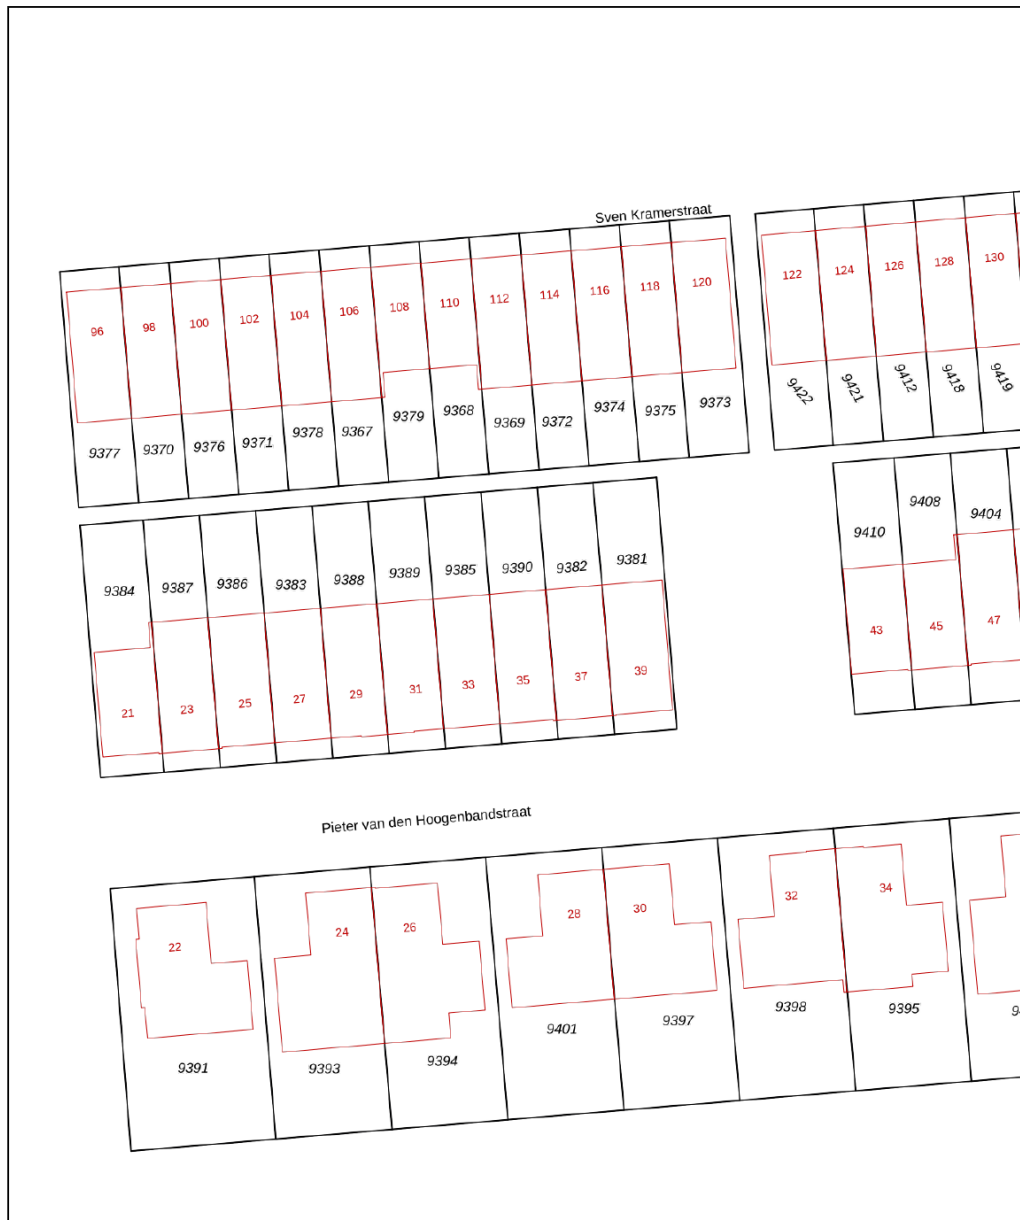 Sven Kramerstraat
96 98 100 102 104 106 108 110 112 114 116 118 120
122 124 126 128 130
9377 9370 9376 9371 9378 9367 9379 9368 9369 9372 9374 9375 9373
9422 9421 9412 9418 9419
9384 9387 9386 9383 9388 9389 9385 9390 9382 9381
9410 9408 9404
21 23 25 27 29 31 33 35 37 39
43 45 47
Pieter van den Hoogenbandstraat
22 24 26 28 30 32 34
9391 9393 9394 9401 9397 9398 9395